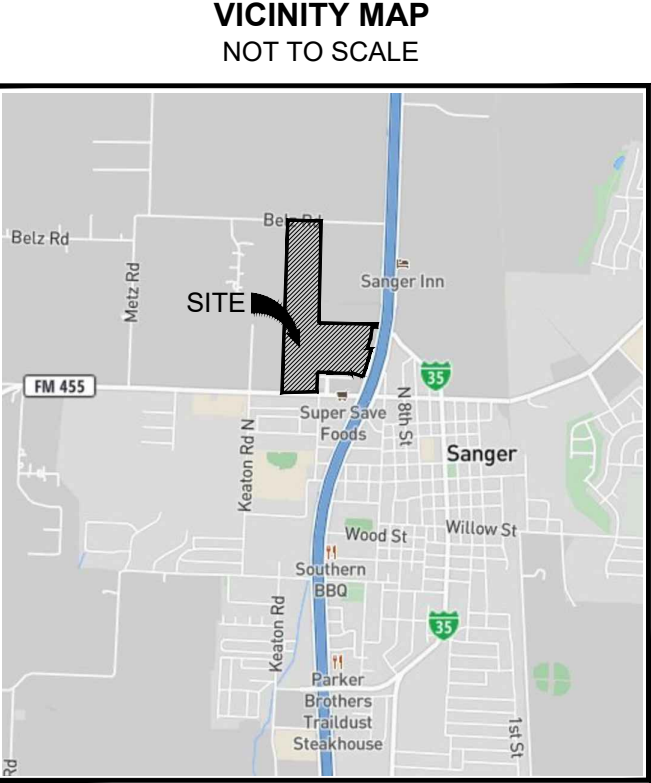 VICINITY MAP
NOT TO SCALE
Belz Rd
Belz Rd
Metz Rd
Sanger Inn
SITE
FM 455
35
N 8th St
Super Save
Foods
Keaton Rd N
Sanger
Wood St
Willow St
Southern
BBQ
Keaton Rd
35
Parker
Brothers
Traildust
Steakhouse
1st St
Rd